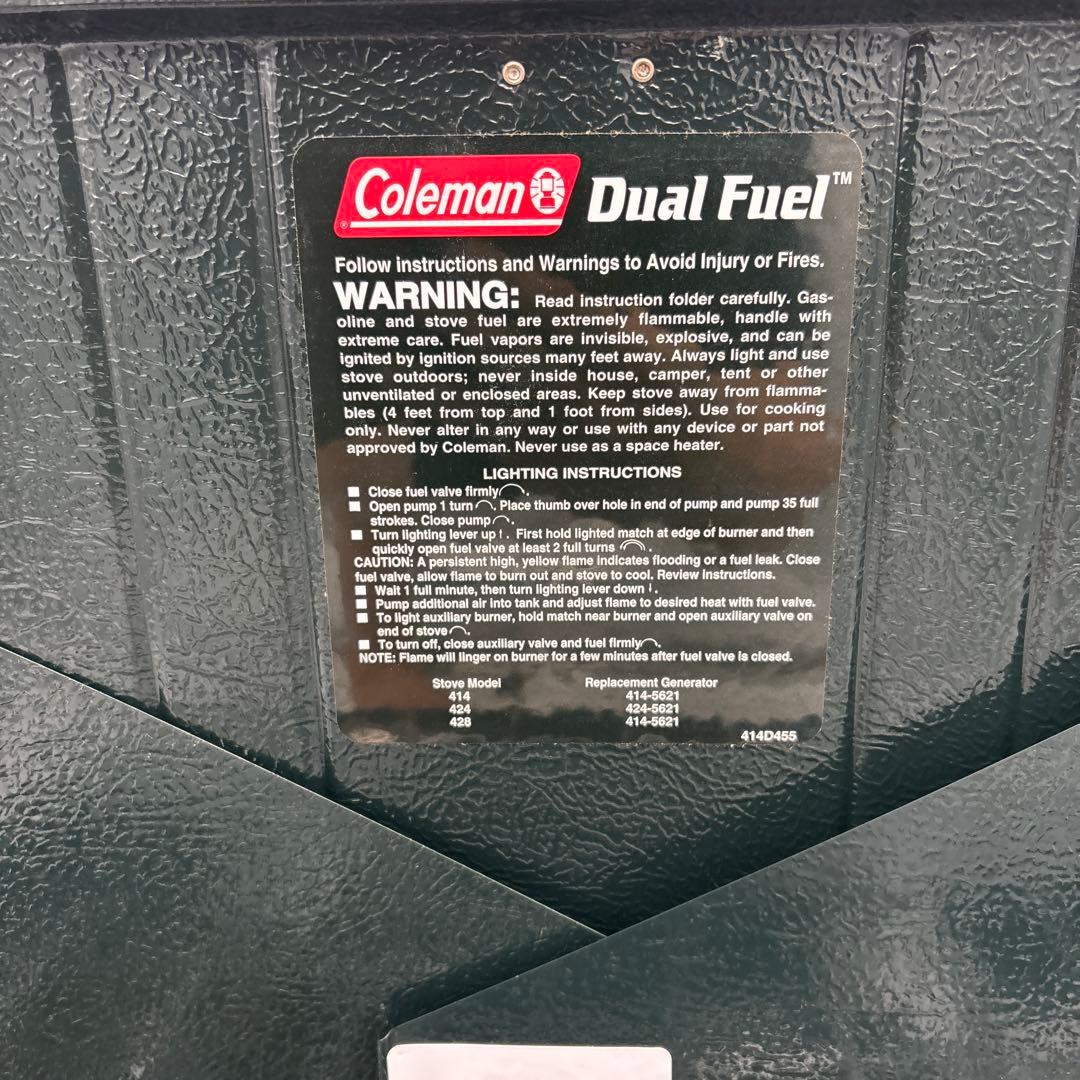 Coleman ® Dual Fuel™
Follow instructions and Warnings to Avoid Injury or Fires.
WARNING: Read instruction folder carefully. Gas-
oline and stove fuel are extremely flammable, handle with
extreme care. Fuel vapors are invisible, explosive, and can be
ignited by ignition sources many feet away. Always light and use
stove outdoors; never inside house, camper, tent or other
unventilated or enclosed areas. Keep stove away from flamma-
bles (4 feet from top and 1 foot from sides). Use for cooking
only. Never alter in any way or use with any device or part not
approved by Coleman. Never use as a space heater.
LIGHTING INSTRUCTIONS
■ Close fuel valve firmly.
■ Open pump 1 turn. Place thumb over hole in end of pump and pump 35 full
strokes. Close pump.
■ Turn lighting lever up↑. First hold lighted match at edge of burner and then
quickly open fuel valve at least 2 full turns.
CAUTION: A persistent high, yellow flame indicates flooding or a fuel leak. Close
fuel valve, allow flame to burn out and stove to cool. Review instructions.
■ Wait 1 full minute, then turn lighting lever down↓.
■ Pump additional air into tank and adjust flame to desired heat with fuel valve.
■ To light auxiliary burner, hold match near burner and open auxiliary valve on
end of stove.
■ To turn off, close auxiliary valve and fuel firmly.
NOTE: Flame will linger on burner for a few minutes after fuel valve is closed.
Stove Model Replacement Generator
414 414-5621
424 424-5621
428 414-5621
414D455